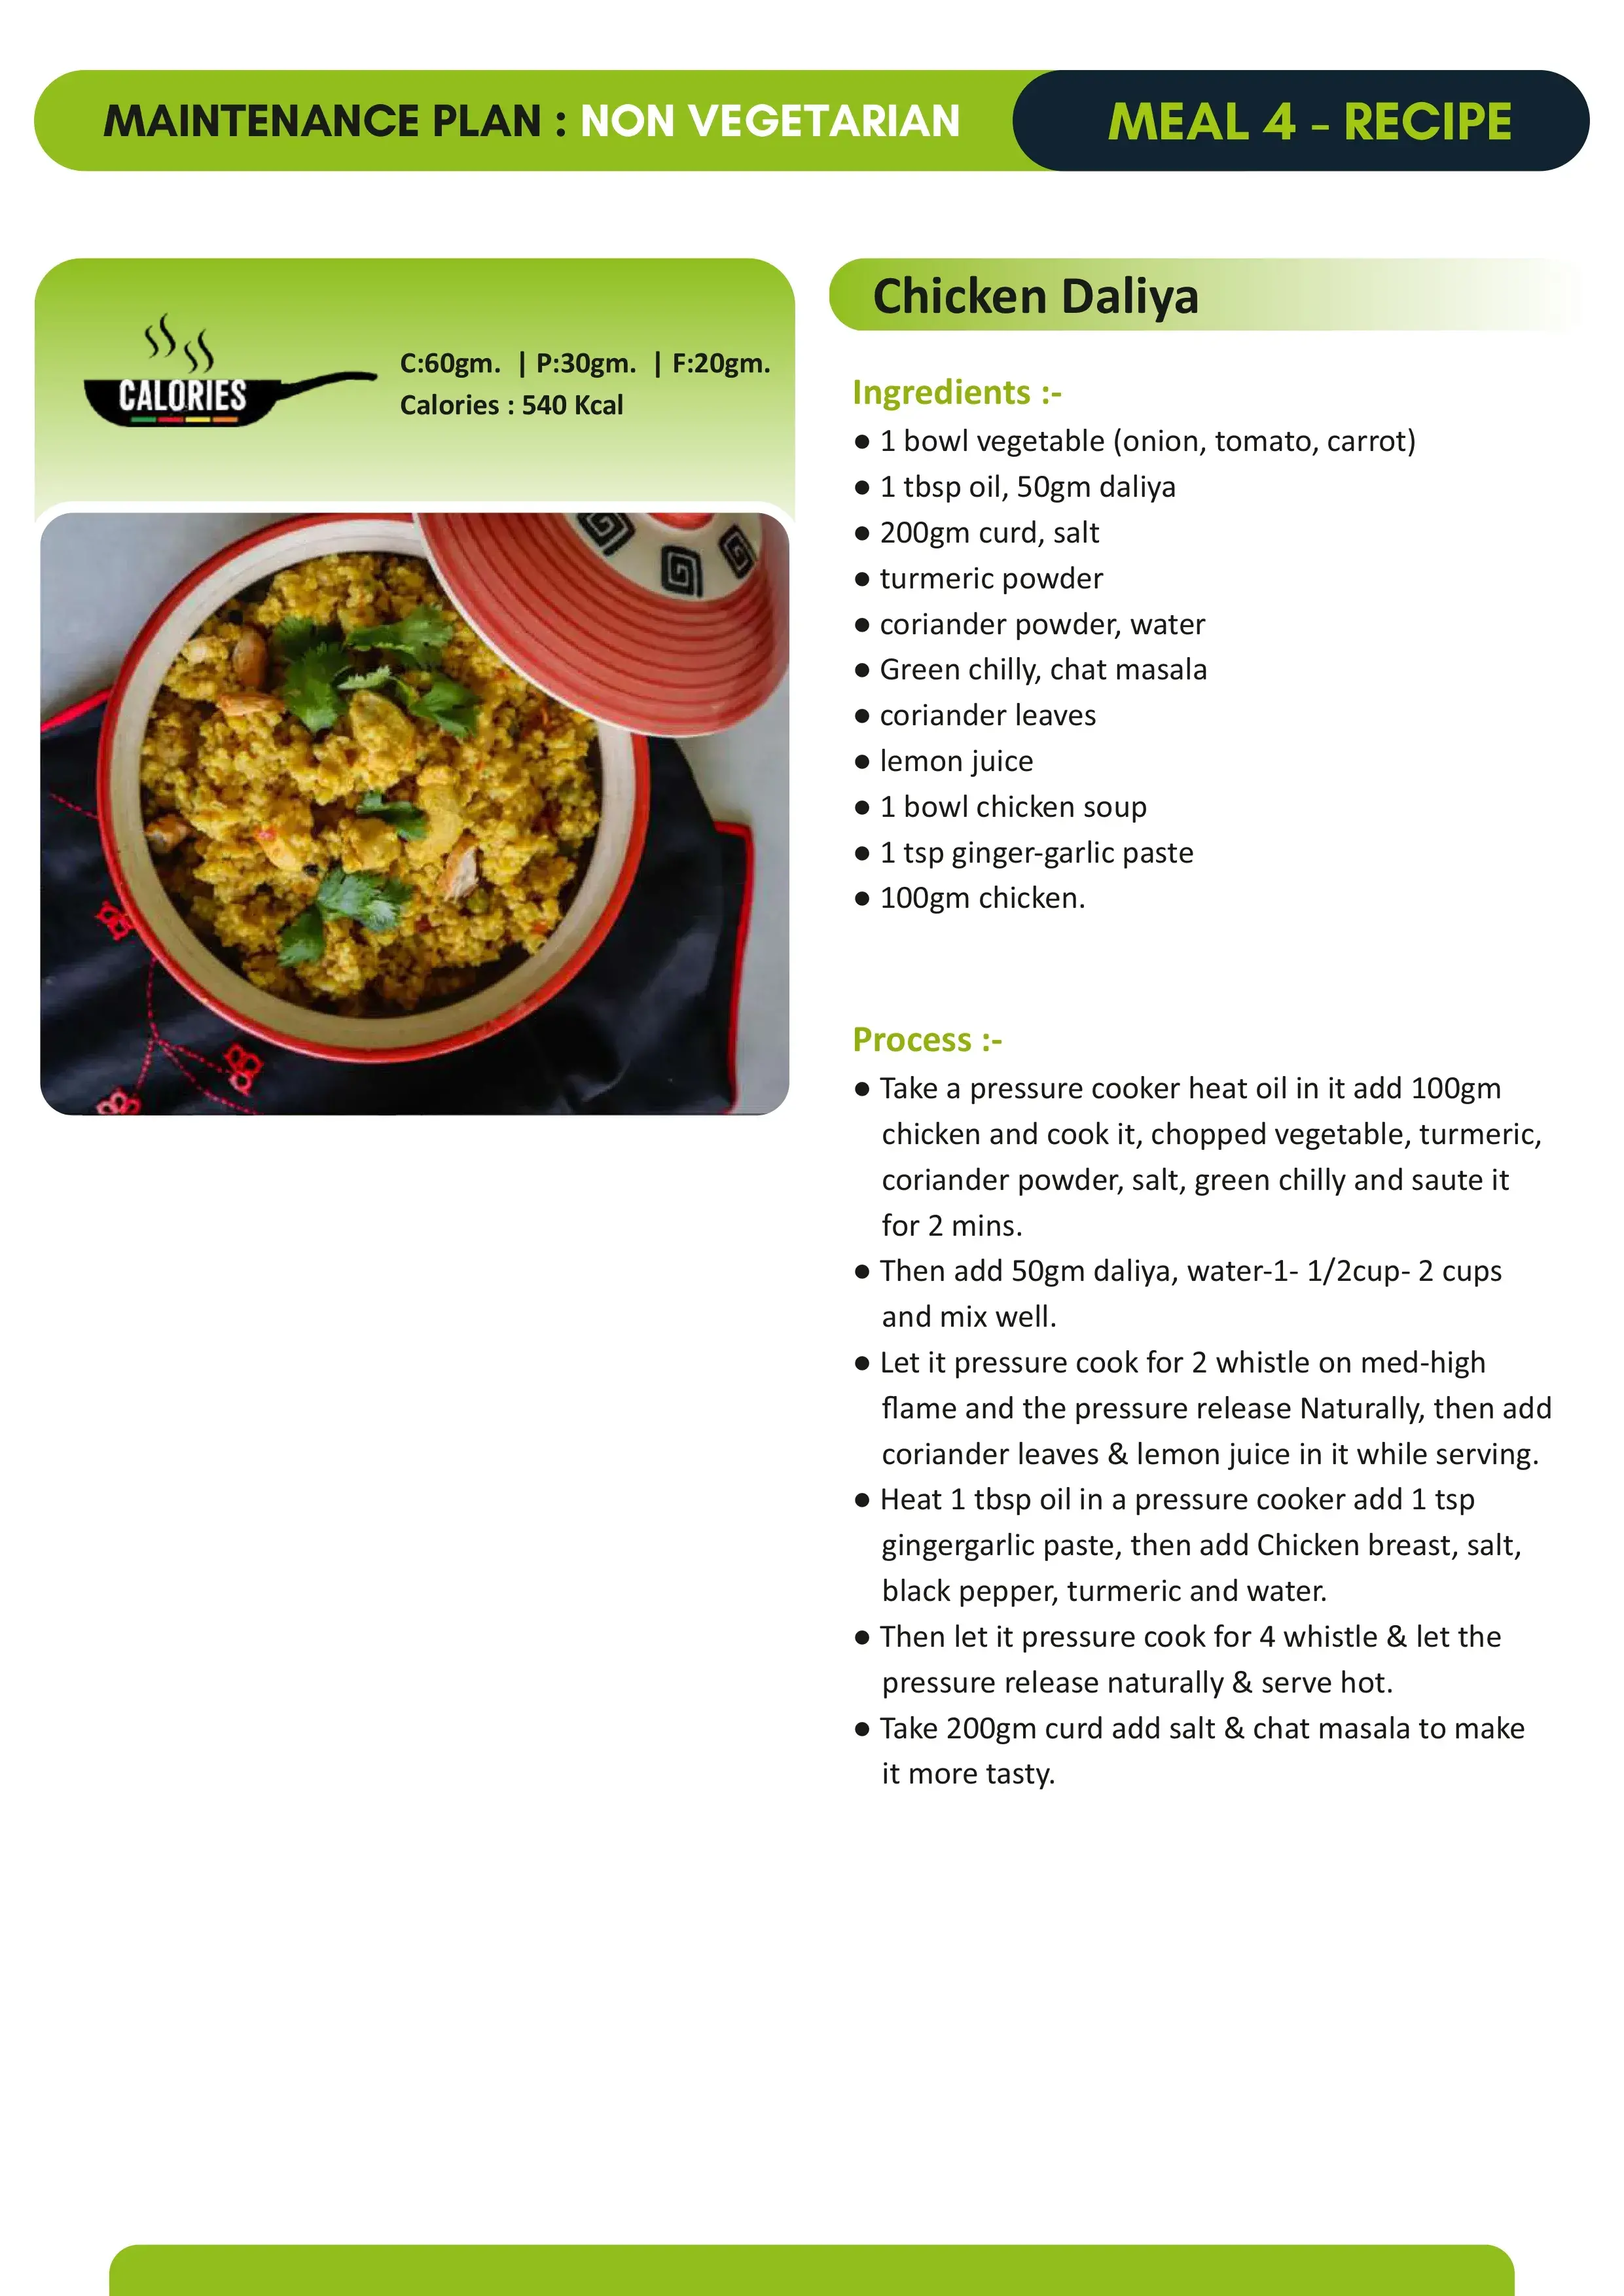 MAINTENANCE PLAN : NON VEGETARIAN
MEAL 4 - RECIPE
CALORIES
C:60gm. | P:30gm. | F:20gm.
Calories : 540 Kcal
Chicken Daliya
Ingredients :-
● 1 bowl vegetable (onion, tomato, carrot)
● 1 tbsp oil, 50gm daliya
● 200gm curd, salt
● turmeric powder
● coriander powder, water
● Green chilly, chat masala
● coriander leaves
● lemon juice
● 1 bowl chicken soup
● 1 tsp ginger-garlic paste
● 100gm chicken.
Process :-
● Take a pressure cooker heat oil in it add 100gm
chicken and cook it, chopped vegetable, turmeric,
coriander powder, salt, green chilly and saute it
for 2 mins.
● Then add 50gm daliya, water-1- 1/2cup- 2 cups
and mix well.
● Let it pressure cook for 2 whistle on med-high
flame and the pressure release Naturally, then add
coriander leaves & lemon juice in it while serving.
● Heat 1 tbsp oil in a pressure cooker add 1 tsp
gingergarlic paste, then add Chicken breast, salt,
black pepper, turmeric and water.
● Then let it pressure cook for 4 whistle & let the
pressure release naturally & serve hot.
● Take 200gm curd add salt & chat masala to make
it more tasty.